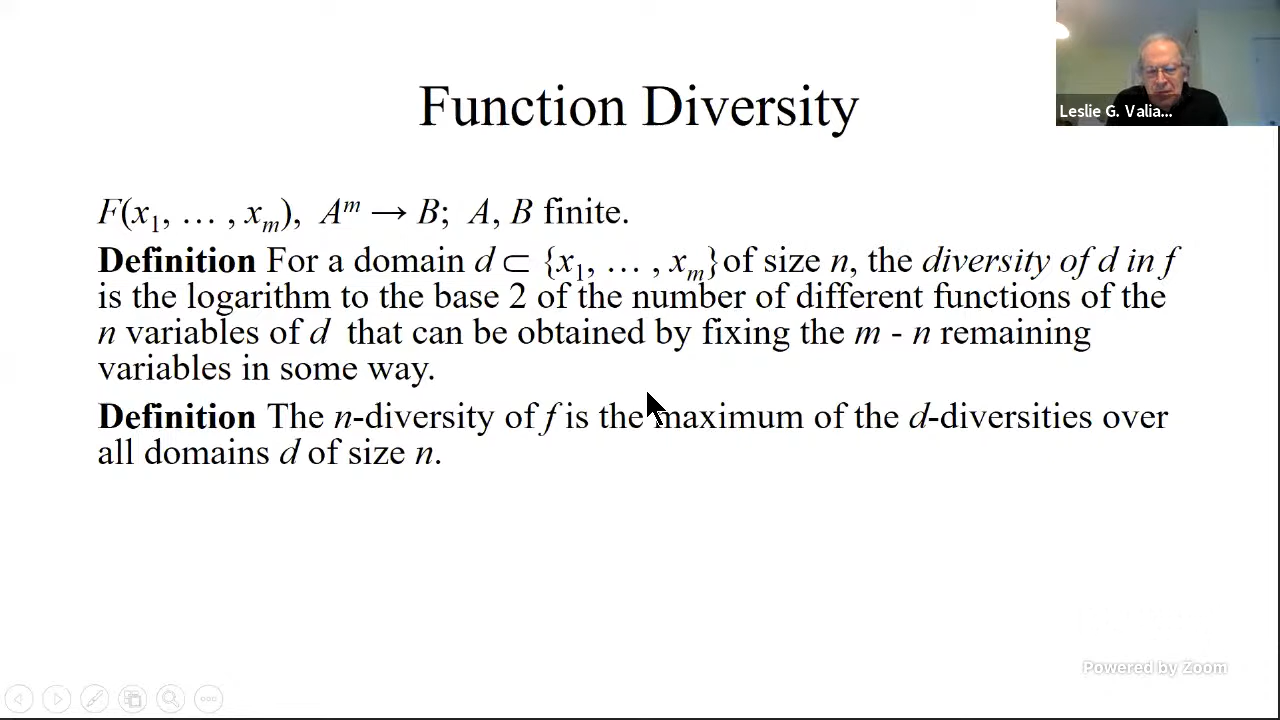 Function Diversity
Leslie G. Valia...
F(x₁, … , xₘ), Aᵐ → B; A, B finite.
Definition For a domain d ⊂ {x₁, … , xₘ}of size n, the diversity of d in f
is the logarithm to the base 2 of the number of different functions of the
n variables of d that can be obtained by fixing the m - n remaining
variables in some way.
Definition The n-diversity of f is the maximum of the d-diversities over
all domains d of size n.
Powered by Zoom